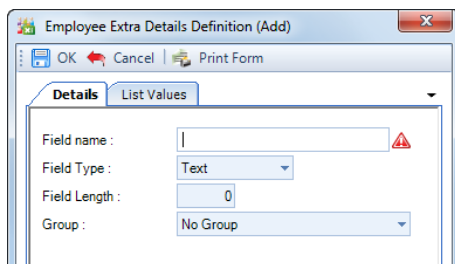 Employee Extra Details Definition (Add)
OK Cancel Print Form
Details List Values
Field name :
Field Type : Text
Field Length : 0
Group : No Group